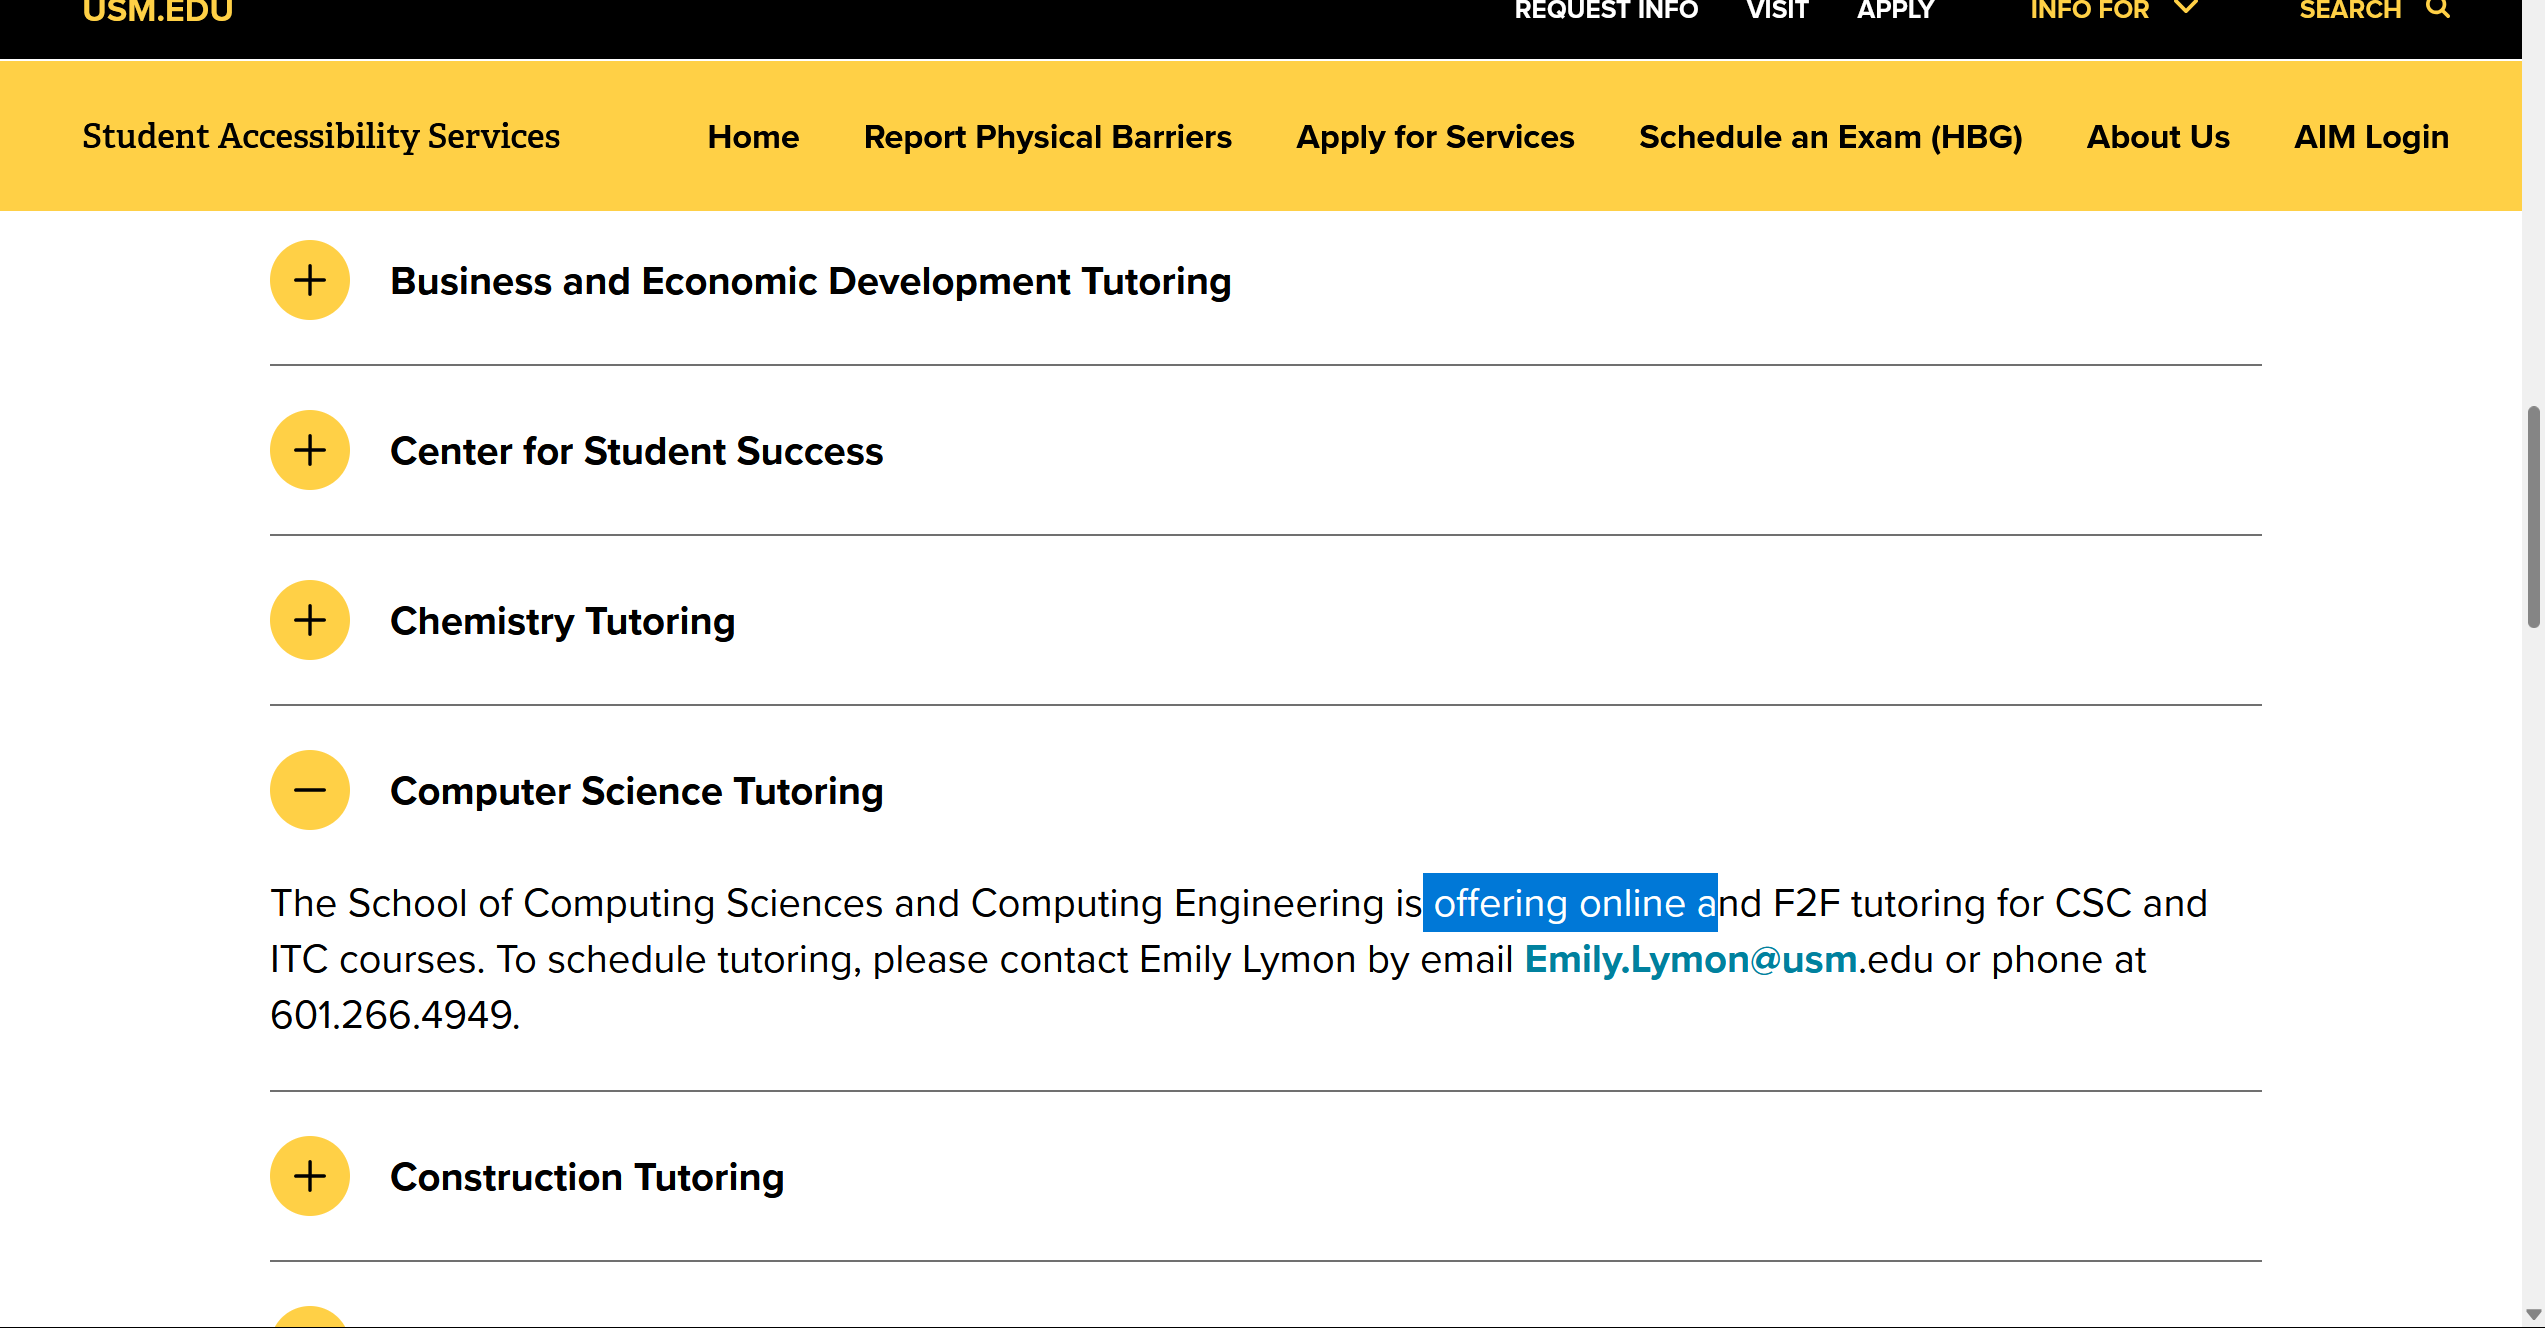 USM.EDU REQUEST INFO VISIT APPLY INFO FOR SEARCH
Student Accessibility Services Home Report Physical Barriers Apply for Services Schedule an Exam (HBG) About Us AIM Login
Business and Economic Development Tutoring
Center for Student Success
Chemistry Tutoring
Computer Science Tutoring
The School of Computing Sciences and Computing Engineering is offering online and F2F tutoring for CSC and
ITC courses. To schedule tutoring, please contact Emily Lymon by email Emily.Lymon@usm.edu or phone at
601.266.4949.
Construction Tutoring